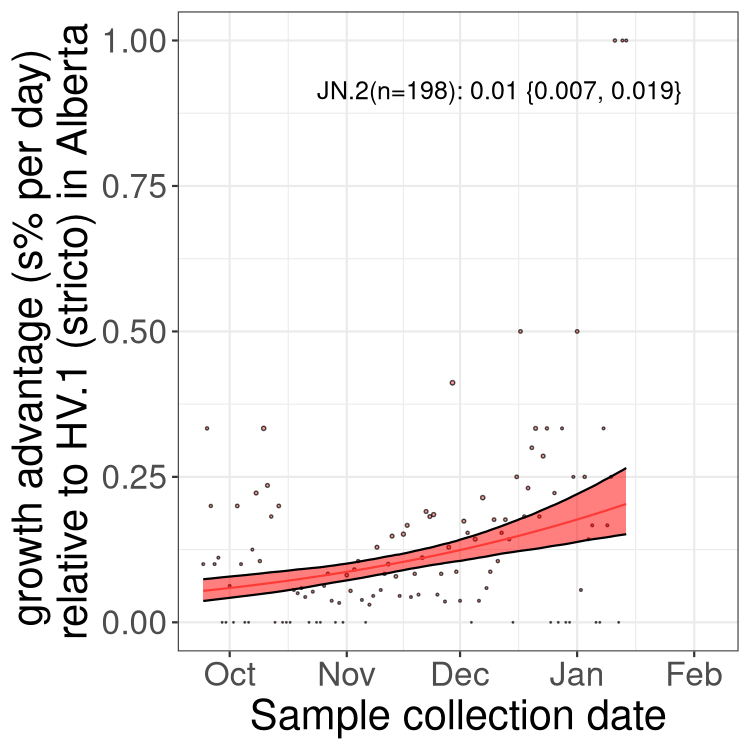 growth advantage (s% per day)
relative to HV.1 (stricto) in Alberta
1.00
JN.2(n=198): 0.01 {0.007, 0.019}
0.75
0.50
0.25
0.00
Oct Nov Dec Jan Feb
Sample collection date